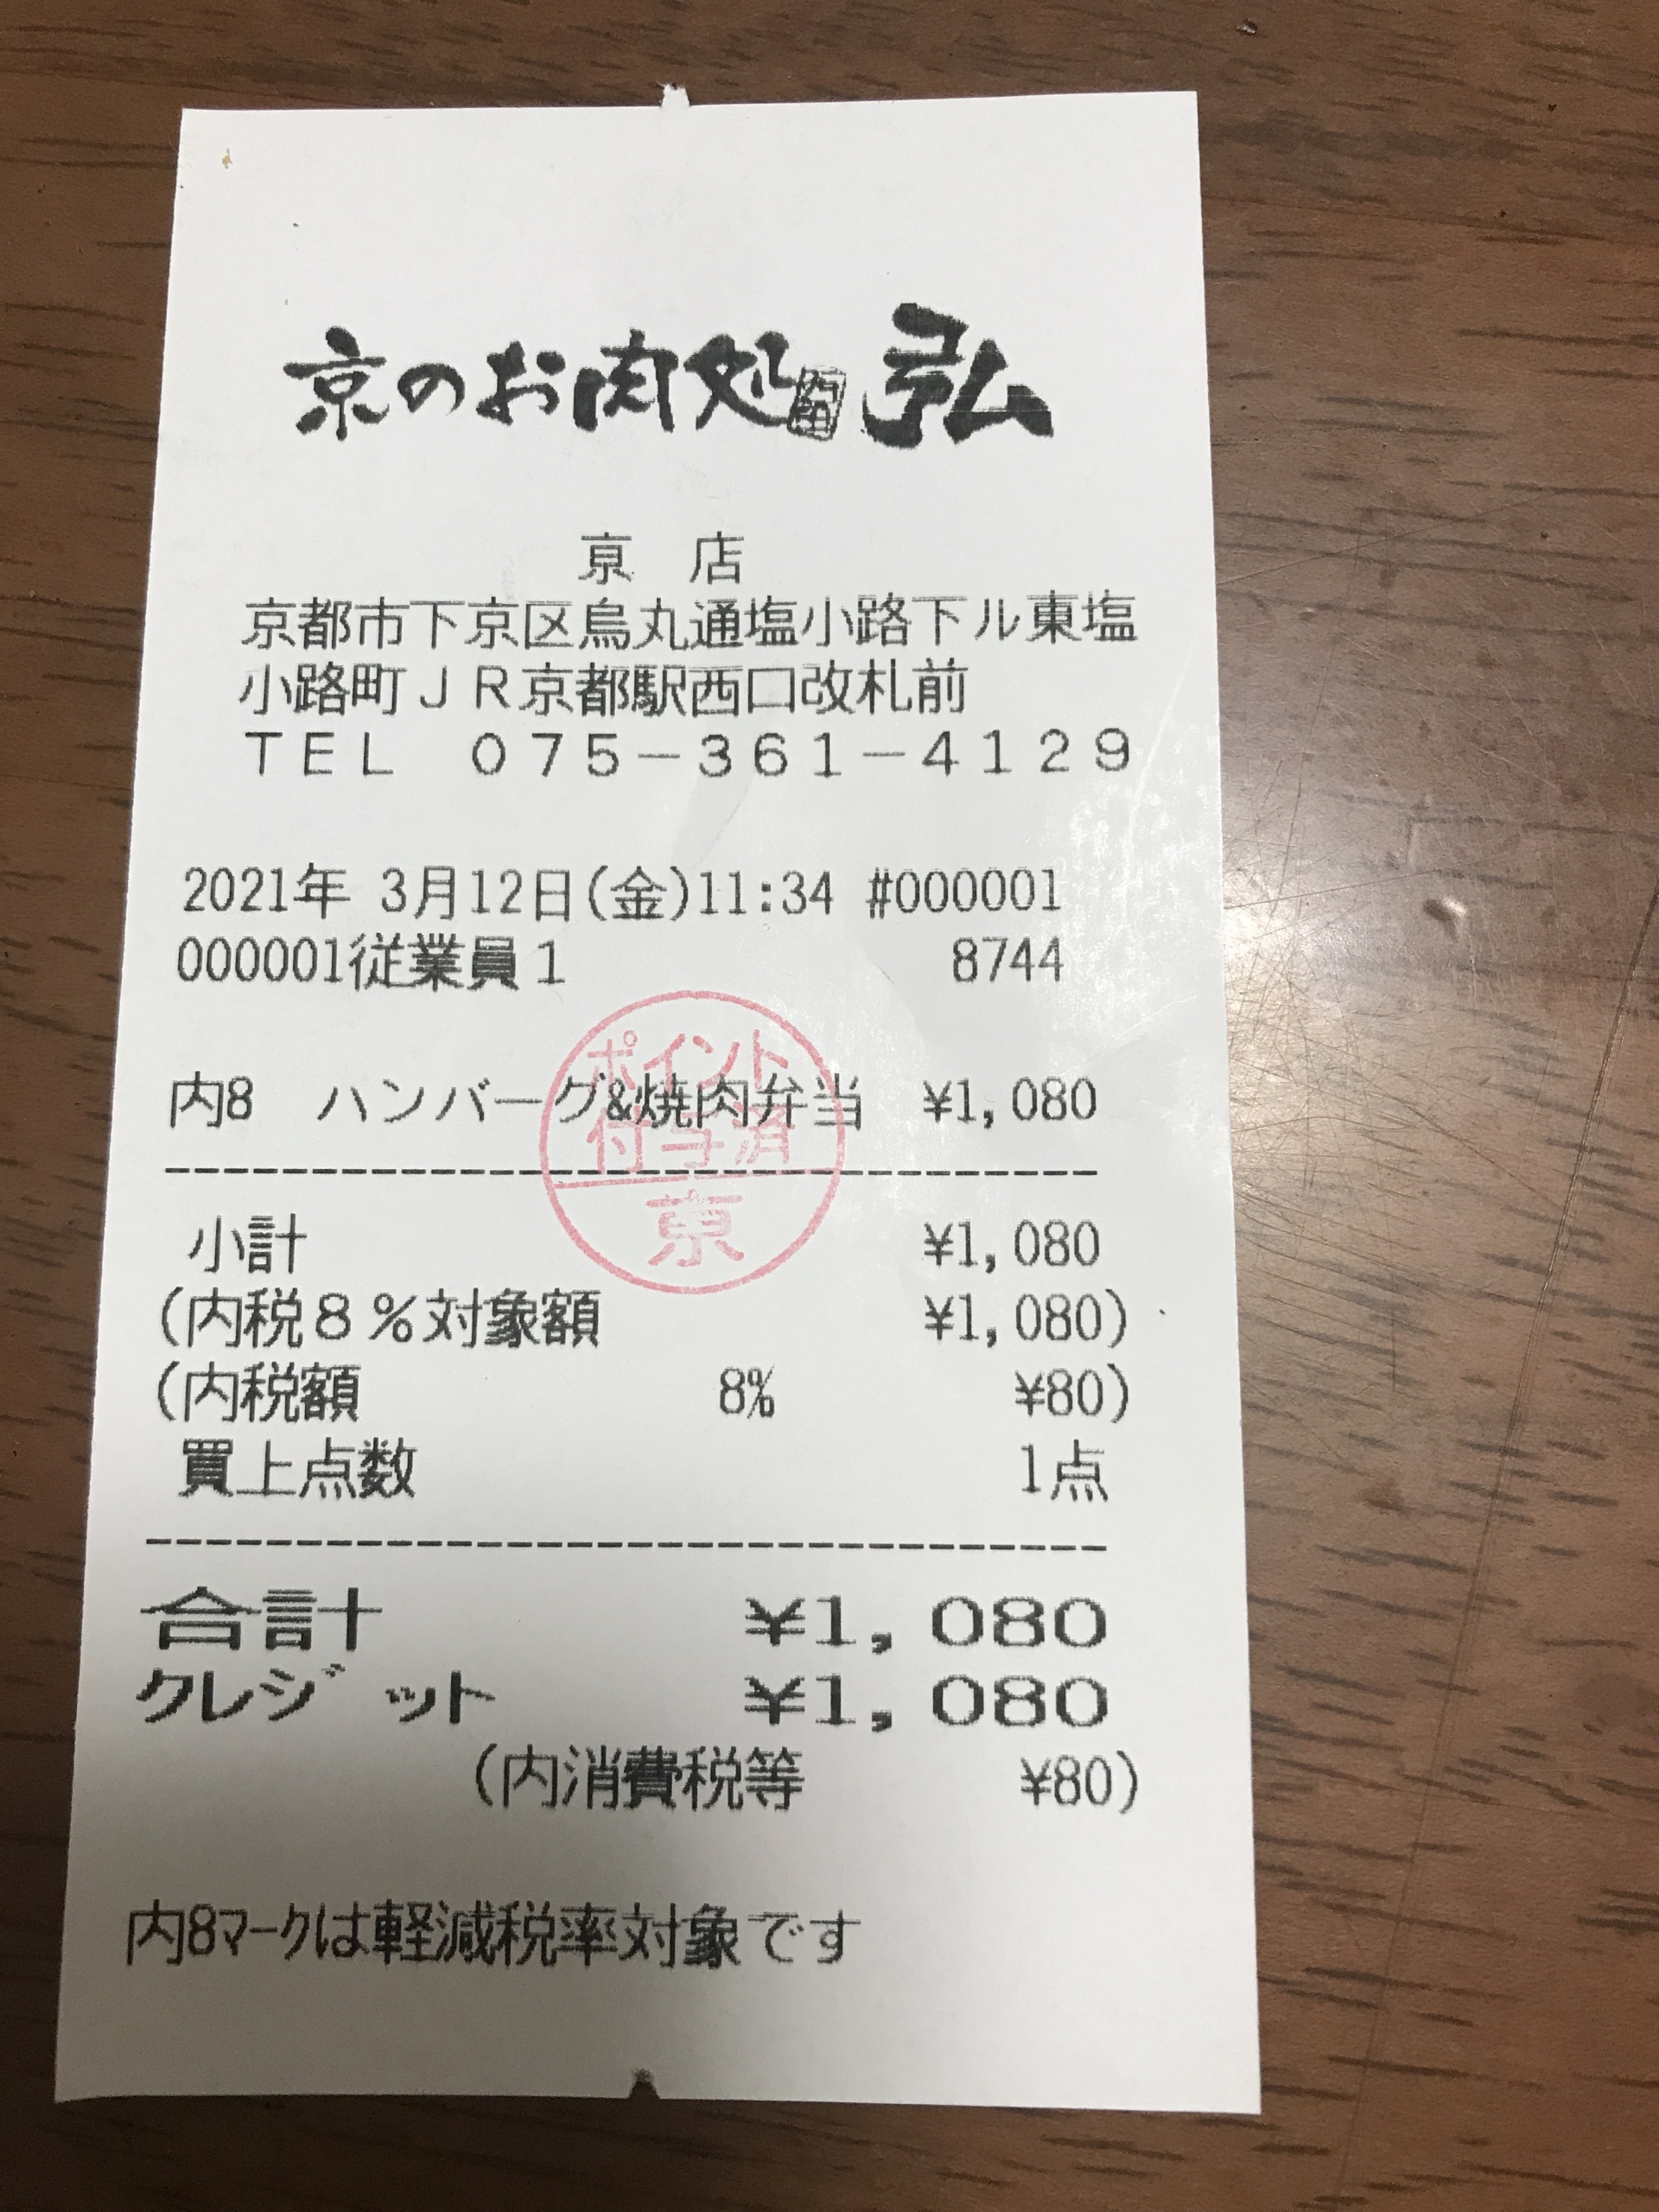 京のお肉処 弘
亰 店
京都市下京区烏丸通塩小路下ル東塩
小路町ＪＲ京都駅西口改札前
ＴＥＬ ０７５－３６１－４１２９
2021年 3月12日(金)11:34 #000001
000001従業員１ 8744
内8 ハンバーグ&焼肉弁当 ¥1,080
ポイント
付与済
亰
小計 ¥1,080
(内税８％対象額 ¥1,080)
(内税額 8% ¥80)
買上点数 1点
合計 ¥1,080
クレジット ¥1,080
(内消費税等 ¥80)
内8マークは軽減税率対象です